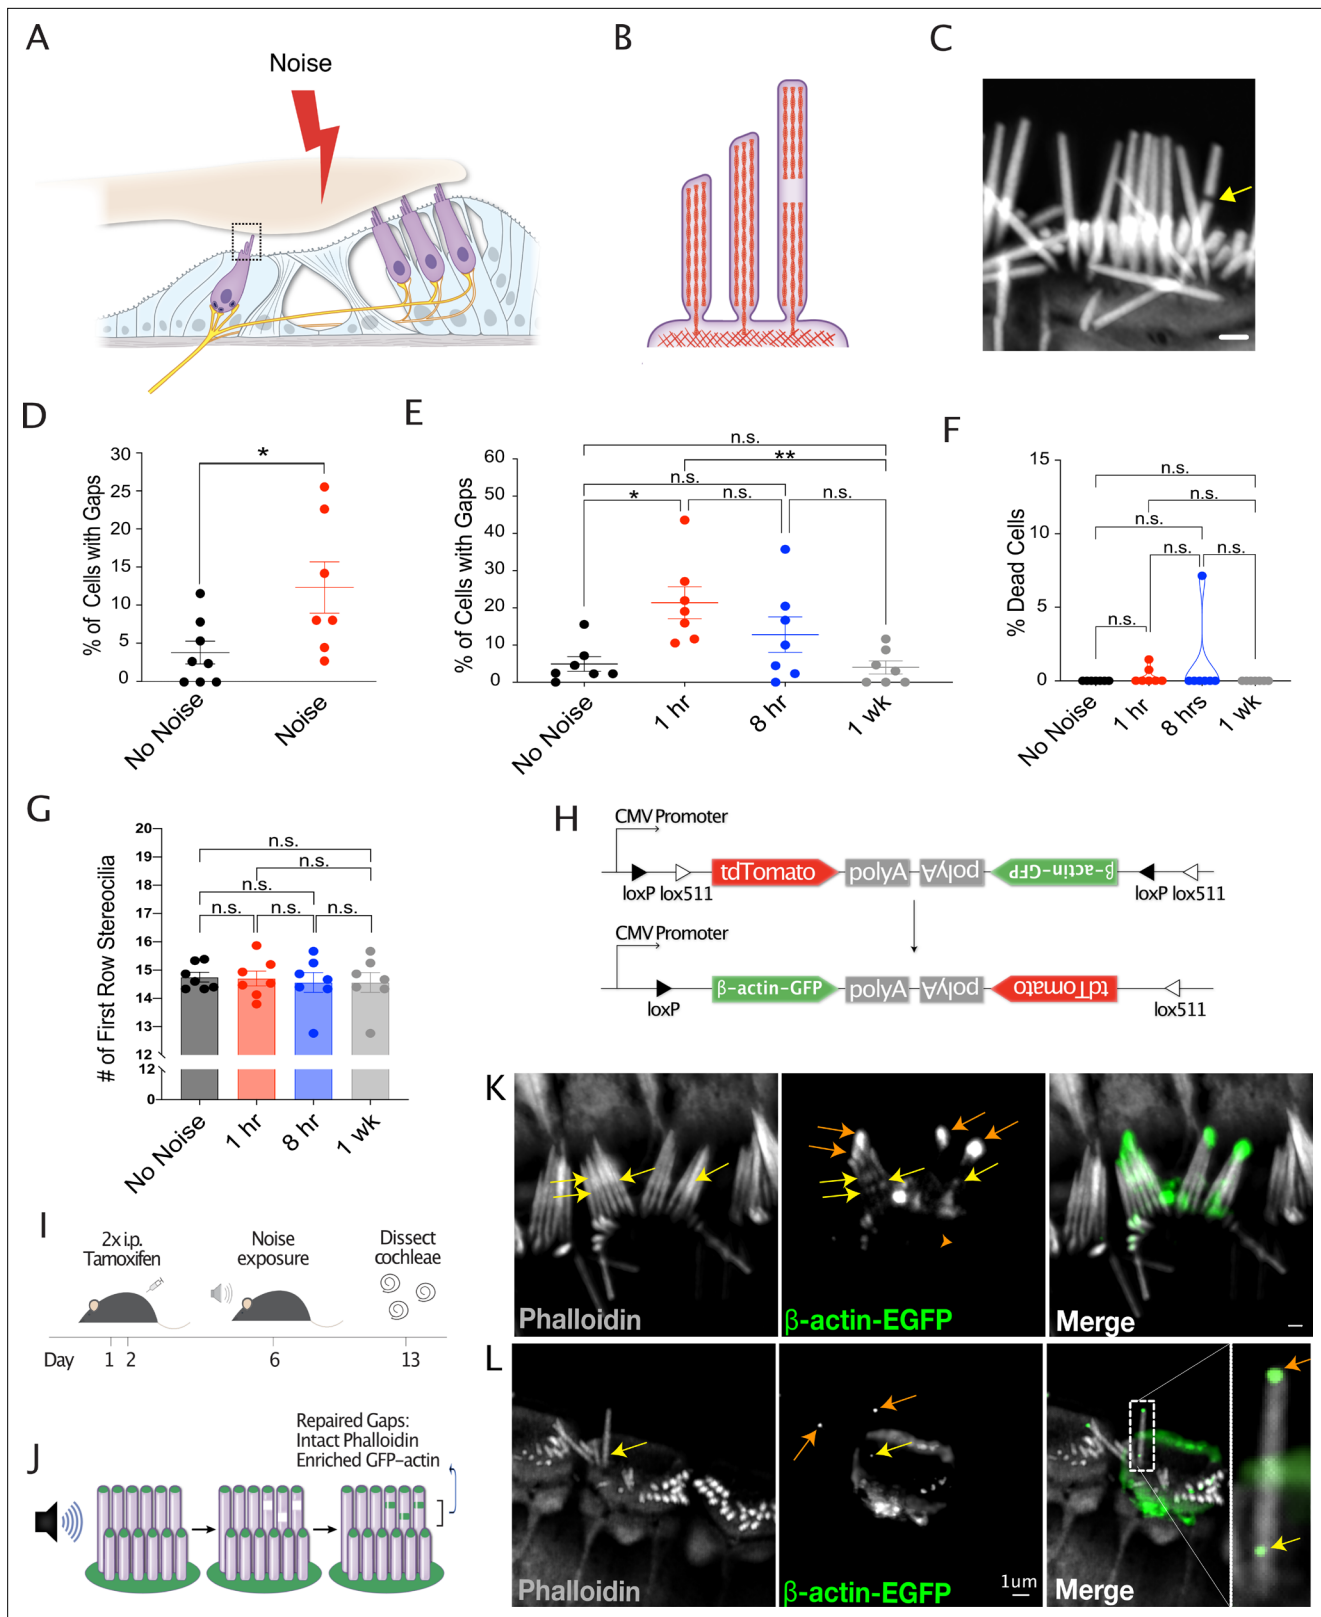 A
Noise
B
C
D
% of Cells with Gaps
30
25
20
15
10
5
0
*
No Noise
Noise
E
% of Cells with Gaps
60
50
40
30
20
10
0
n.s.
**
n.s.
*
n.s.
n.s.
No Noise
1 hr
8 hr
1 wk
F
% Dead Cells
15
10
5
0
n.s.
n.s.
n.s.
n.s.
n.s.
n.s.
No Noise
1 hr
8 hrs
1 wk
G
# of First Row Stereocilia
20
19
18
17
16
15
14
13
12
12
0
n.s.
n.s.
n.s.
n.s.
n.s.
n.s.
No Noise
1 hr
8 hr
1 wk
H
CMV Promoter
tdTomato
polyA
polyA
β-actin-GFP
loxP
lox511
loxP
lox511
CMV Promoter
β-actin-GFP
polyA
polyA
tdTomato
loxP
lox511
I
2x i.p.
Tamoxifen
Noise
exposure
Dissect
cochleae
Day
1
2
6
13
J
Repaired Gaps:
Intact Phalloidin
Enriched GFP-actin
K
Phalloidin
β-actin-EGFP
Merge
L
Phalloidin
β-actin-EGFP
1um
Merge